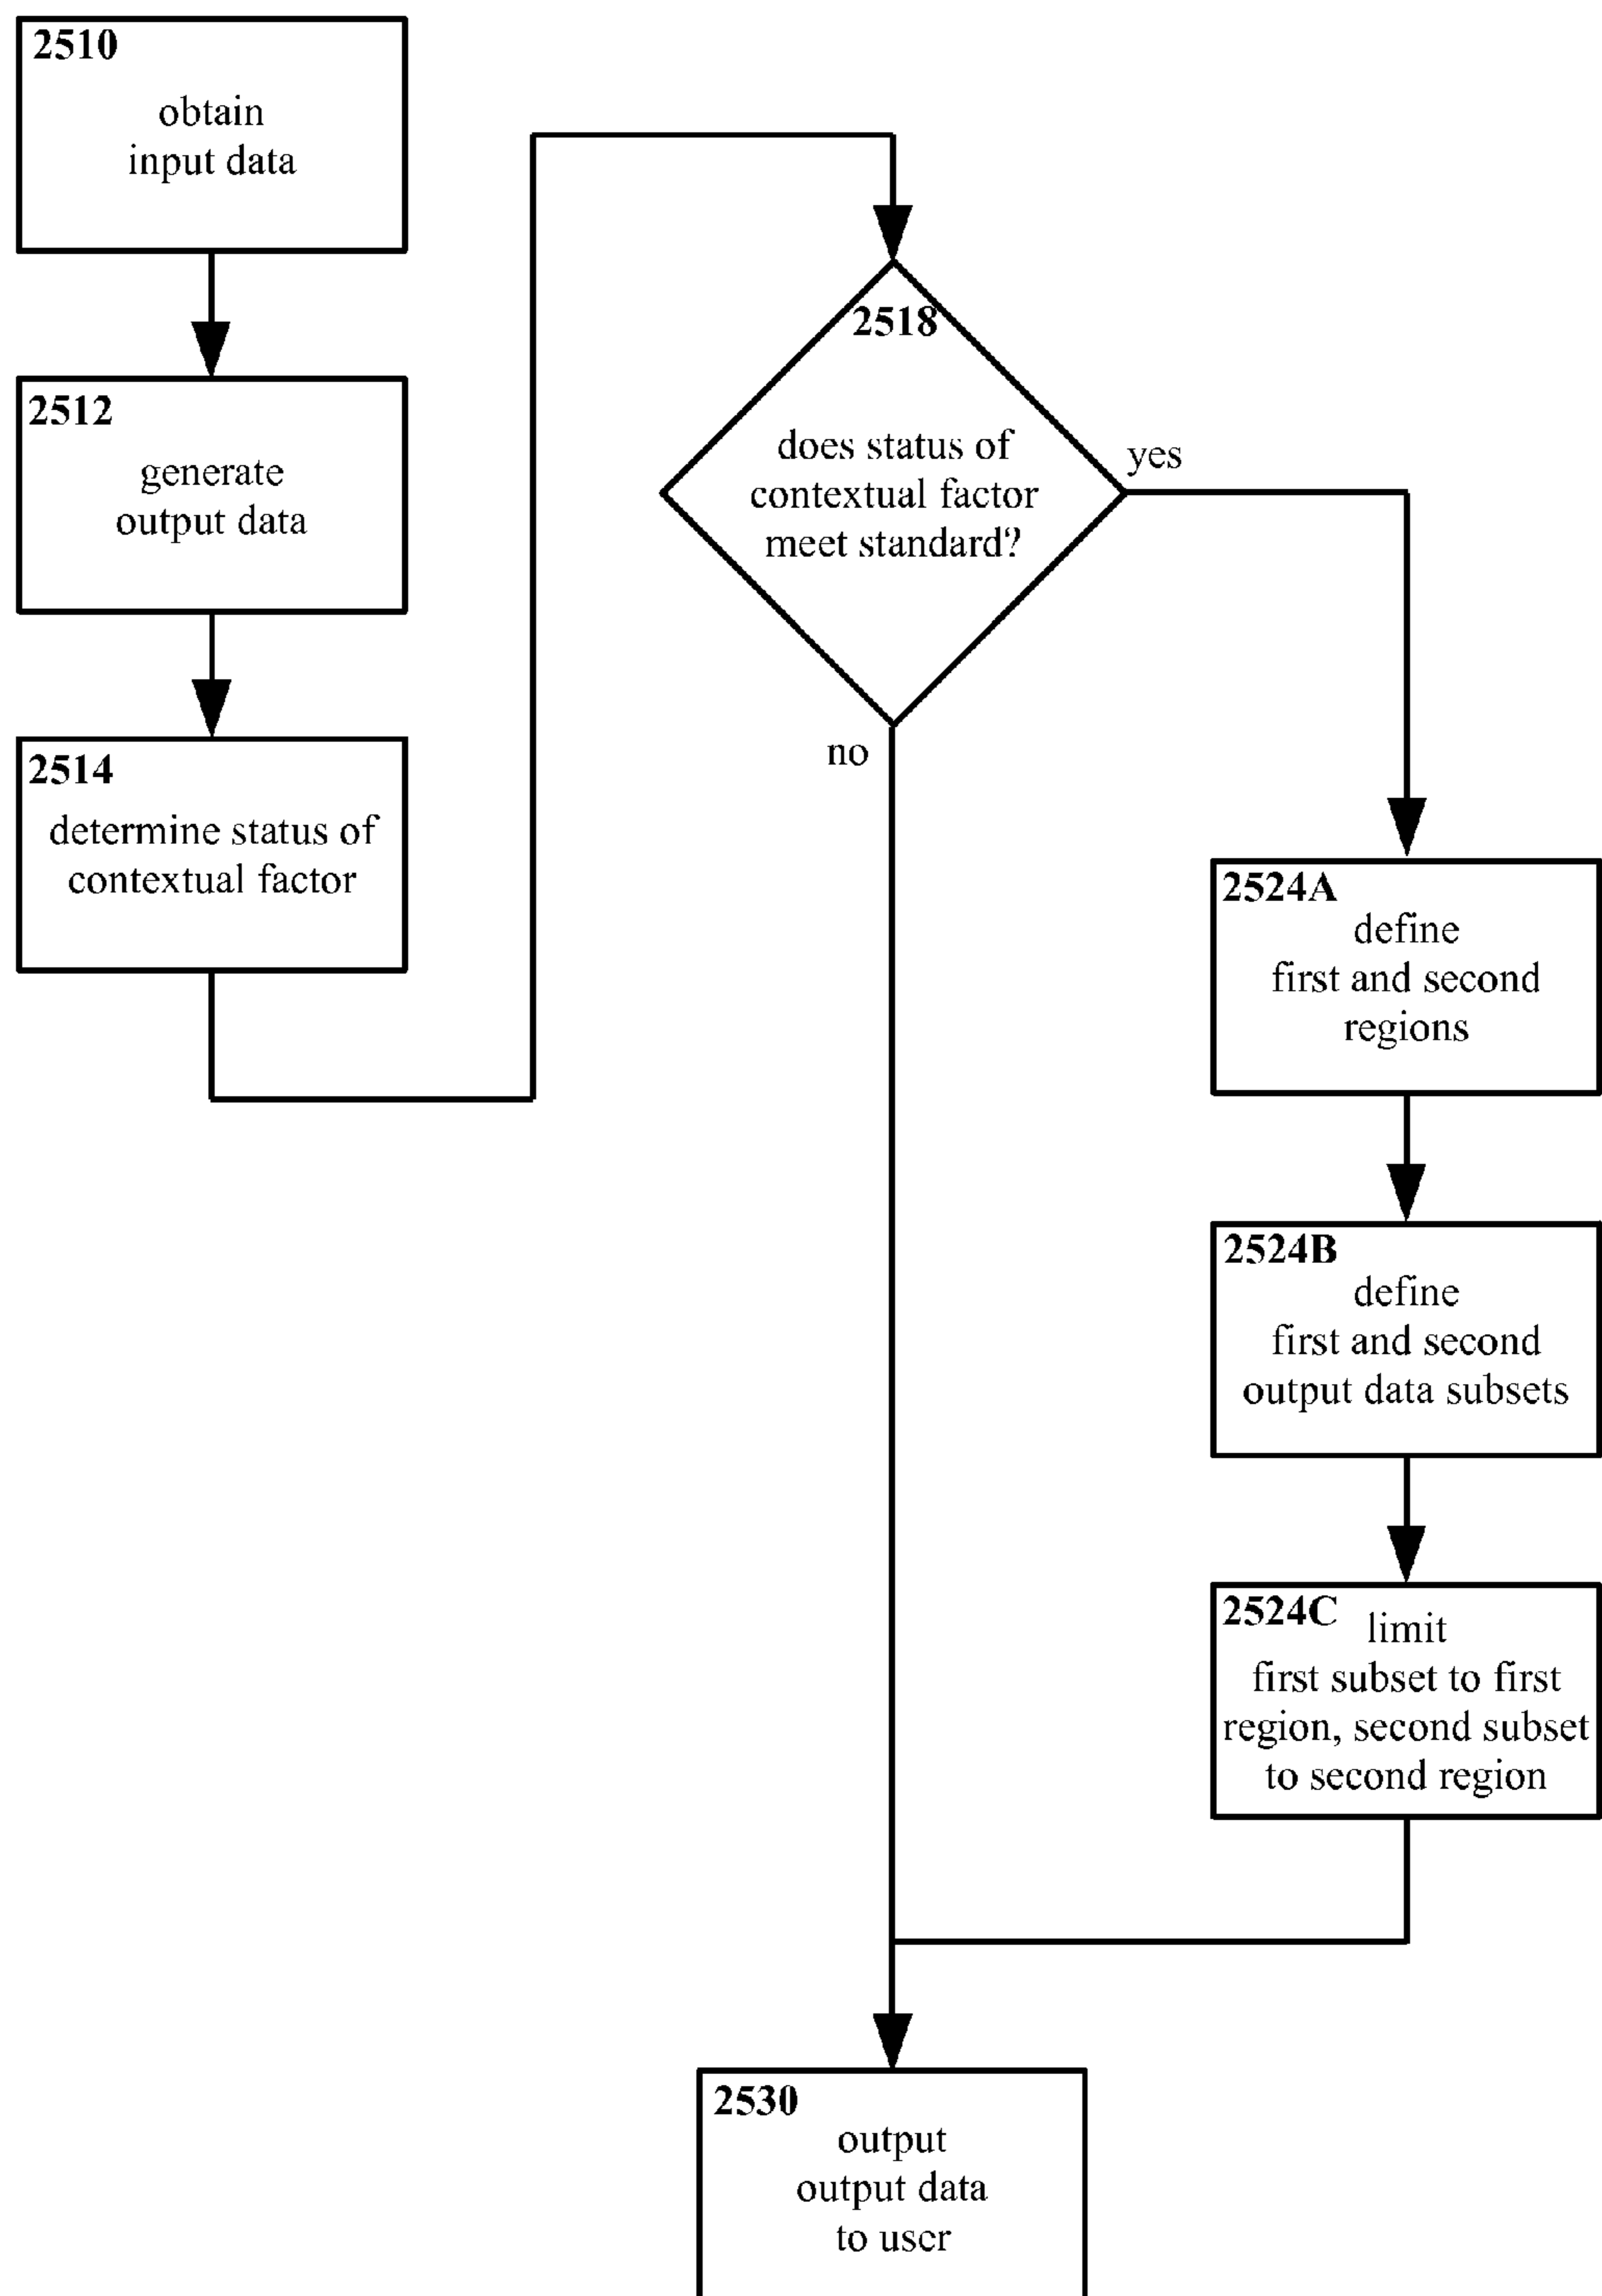 2510
obtain
input data
2512
generate
output data
2514
determine status of
contextual factor
2518
does status of
contextual factor
meet standard?
yes
no
2524A
define
first and second
regions
2524B
define
first and second
output data subsets
2524C
limit
first subset to first
region, second subset
to second region
2530
output
output data
to user